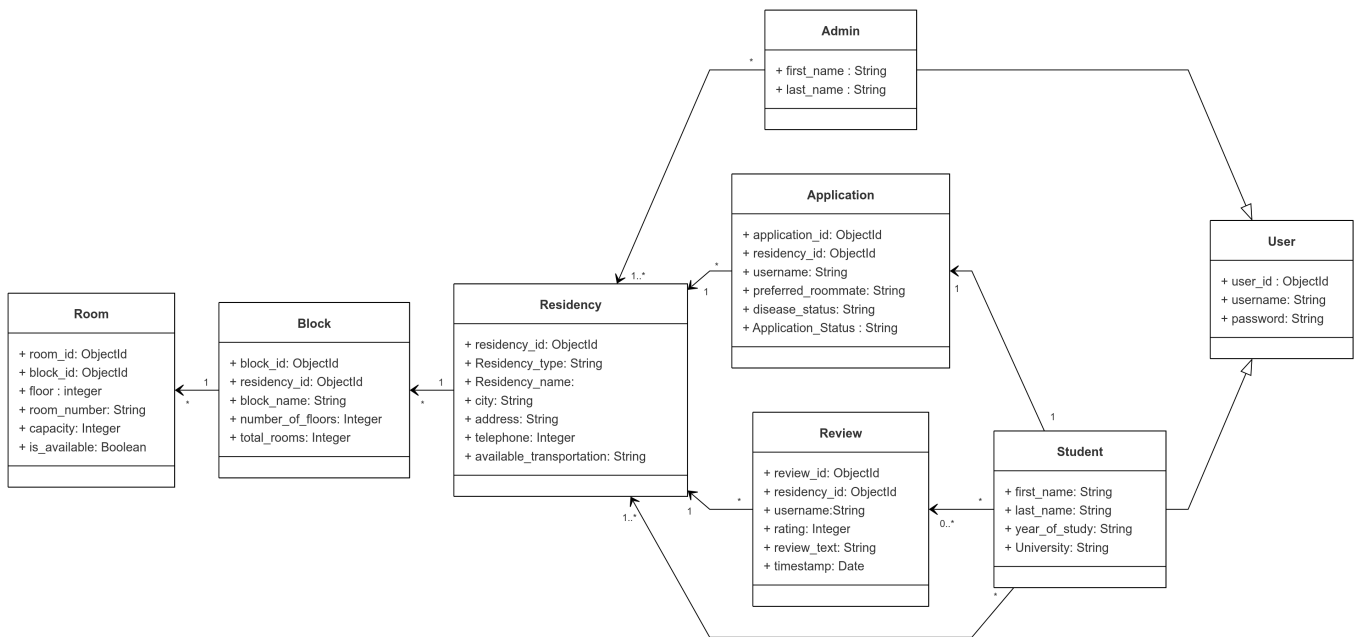 Admin
+ first_name : String
+ last_name : String
*
1..*
Application
+ application_id: ObjectId
+ residency_id: ObjectId
+ username: String
+ preferred_roommate: String
+ disease_status: String
+ Application_Status : String
*
1
1
1
User
+ user_id : ObjectId
+ username: String
+ password: String
Room
+ room_id: ObjectId
+ block_id: ObjectId
+ floor : integer
+ room_number: String
+ capacity: Integer
+ is_available: Boolean
1
*
Block
+ block_id: ObjectId
+ residency_id: ObjectId
+ block_name: String
+ number_of_floors: Integer
+ total_rooms: Integer
1
*
Residency
+ residency_id: ObjectId
+ Residency_type: String
+ Residency_name:
+ city: String
+ address: String
+ telephone: Integer
+ available_transportation: String
1..*
Review
+ review_id: ObjectId
+ residency_id: ObjectId
+ username:String
+ rating: Integer
+ review_text: String
+ timestamp: Date
*
1
*
0..*
Student
+ first_name: String
+ last_name: String
+ year_of_study: String
+ University: String
*